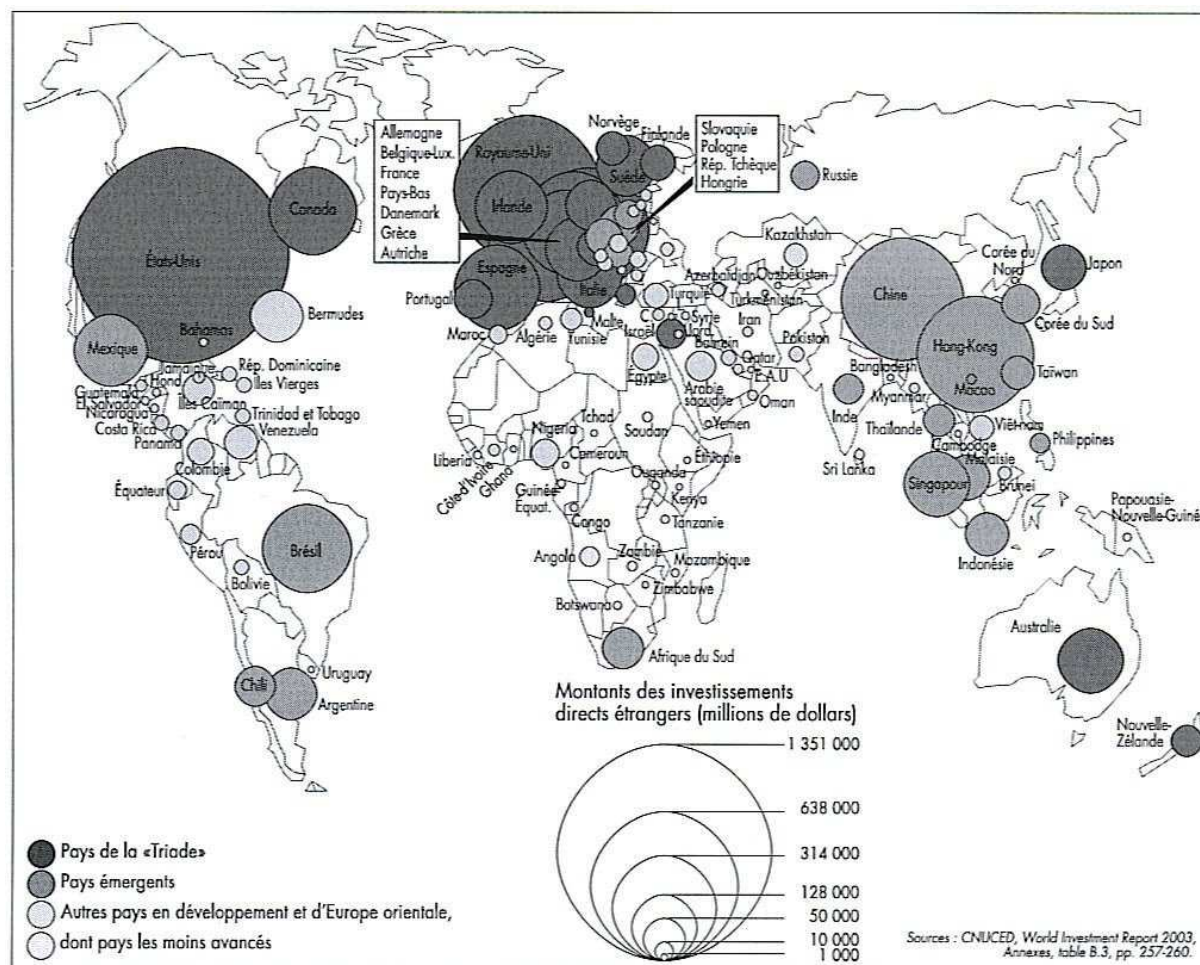 Allemagne
Belgique-Lux.
France
Pays-Bas
Danemark
Grèce
Autriche
Royaume-Uni
Irlande
Norvège
Finlande
Suède
Slovaquie
Pologne
Rép. Tchèque
Hongrie
Russie
Canada
États-Unis
Bermudes
Bahamas
Mexique
Espagne
Portugal
Italie
Malte
Maroc
Algérie
Tunisie
Turquie
Kazakhstan
Azerbaïdjan
Ouzbékistan
Turkménistan
Syrie
Israël
Jord.
Iran
Bahreïn
Qatar
E.A.U
Oman
Pakistan
Égypte
Arabie
saoudite
Yemen
Chine
Corée du
Nord
Japon
Corée du Sud
Hong-Kong
Macao
Taïwan
Bangladesh
Myanmar
Inde
Thaïlande
Viêt-nam
Cambodge
Philippines
Malaisie
Brunei
Sri Lanka
Singapour
Indonésie
Papouasie-
Nouvelle-Guinée
Jamaïque
Rép. Dominicaine
Îles Vierges
Guatemala
Hond.
El Salvador
Îles Caïman
Nicaragua
Costa Rica
Trinidad et Tobago
Panama
Venezuela
Colombie
Équateur
Pérou
Brésil
Bolivie
Uruguay
Chili
Argentine
Tchad
Soudan
Nigeria
Cameroun
Éthiopie
Liberia
Côte-d'Ivoire
Ghana
Guinée
Équat.
Ouganda
Kenya
Congo
Tanzanie
Angola
Zambie
Mozambique
Zimbabwe
Botswana
Afrique du Sud
Australie
Nouvelle-
Zélande
Montants des investissements
directs étrangers (millions de dollars)
1 351 000
638 000
314 000
128 000
50 000
10 000
1 000
Pays de la «Triade»
Pays émergents
Autres pays en développement et d'Europe orientale,
dont pays les moins avancés
Sources : CNUCED, World Investment Report 2003,
Annexes, table B.3, pp. 257-260.